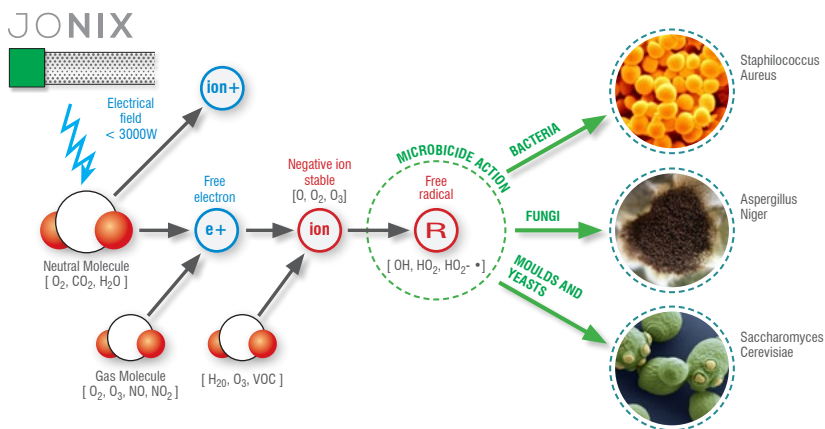 JONIX
Electrical
field
< 3000W
ion+
Neutral Molecule
[ O₂, CO₂, H₂O ]
Free
electron
e+
Gas Molecule
[ O₂, O₃, NO, NO₂ ]
Negative ion
stable
[O, O₂, O₃]
ion
[ H₂₀, O₃, VOC ]
MICROBICIDE ACTION
Free
radical
R
[ OH, HO₂, HO₂- •]
BACTERIA
Staphilococcus
Aureus
FUNGI
Aspergillus
Niger
MOULDS AND
YEASTS
Saccharomyces
Cerevisiae